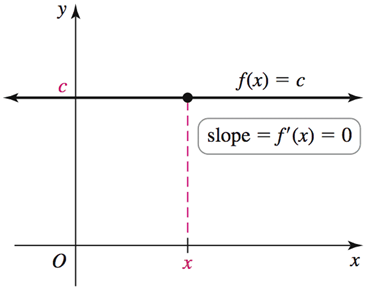 y
f(x) = c
c
slope = f′(x) = 0
O
x
x